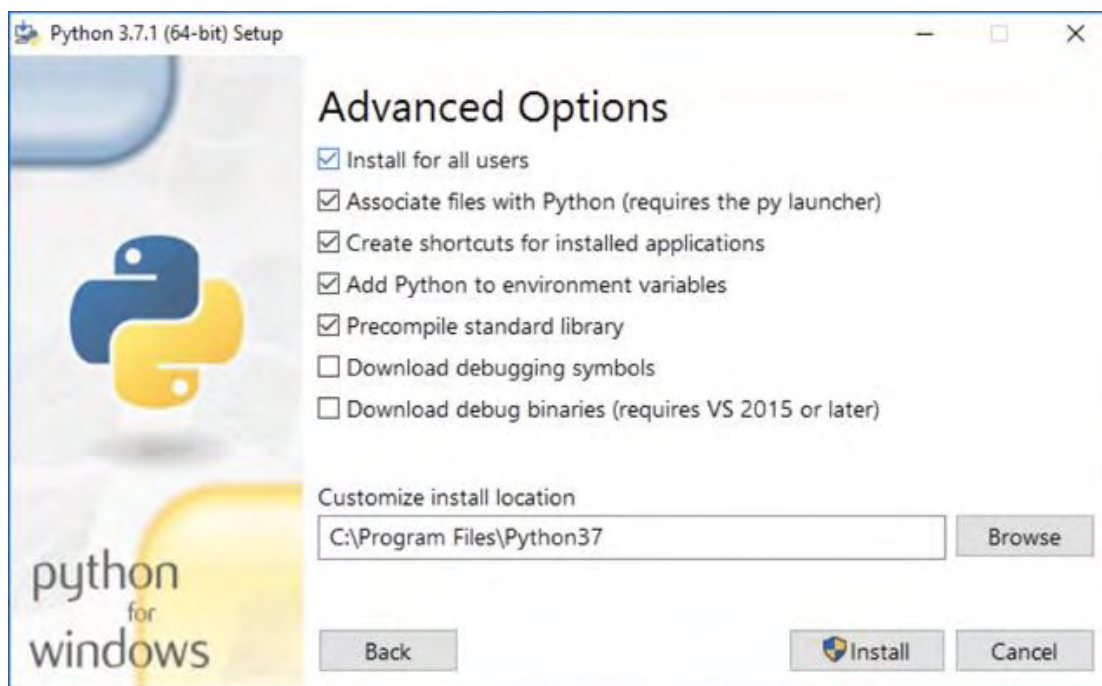 Python 3.7.1 (64-bit) Setup
Advanced Options
Install for all users
Associate files with Python (requires the py launcher)
Create shortcuts for installed applications
Add Python to environment variables
Precompile standard library
Download debugging symbols
Download debug binaries (requires VS 2015 or later)
Customize install location
C:\Program Files\Python37
Browse
python
for
windows
Back
Install
Cancel